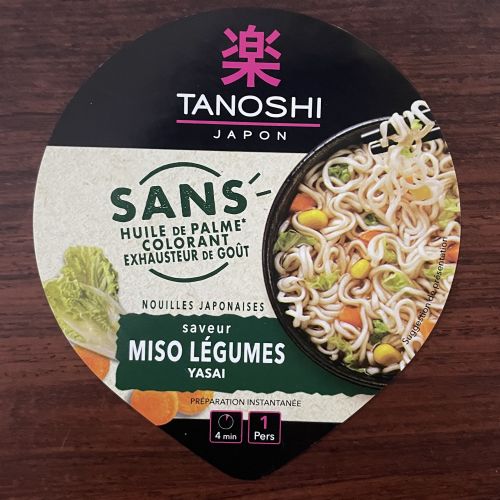 楽
TANOSHI
JAPON
SANS
HUILE DE PALME*
COLORANT
EXHAUSTEUR DE GOÛT
NOUILLES JAPONAISES
saveur
MISO LÉGUMES
YASAI
PRÉPARATION INSTANTANÉE
4 min
1
Pers
Suggestion de présentation